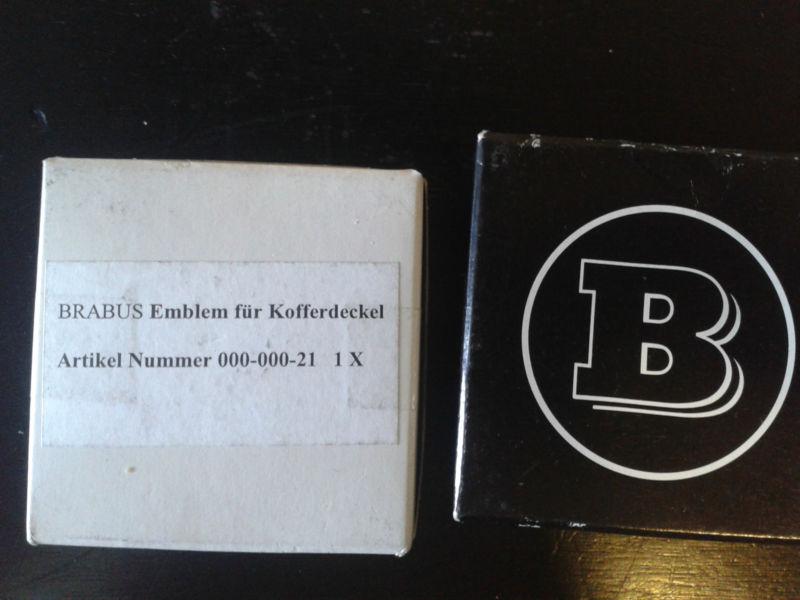 BRABUS Emblem für Kofferdeckel
Artikel Nummer 000-000-21 1 X
B